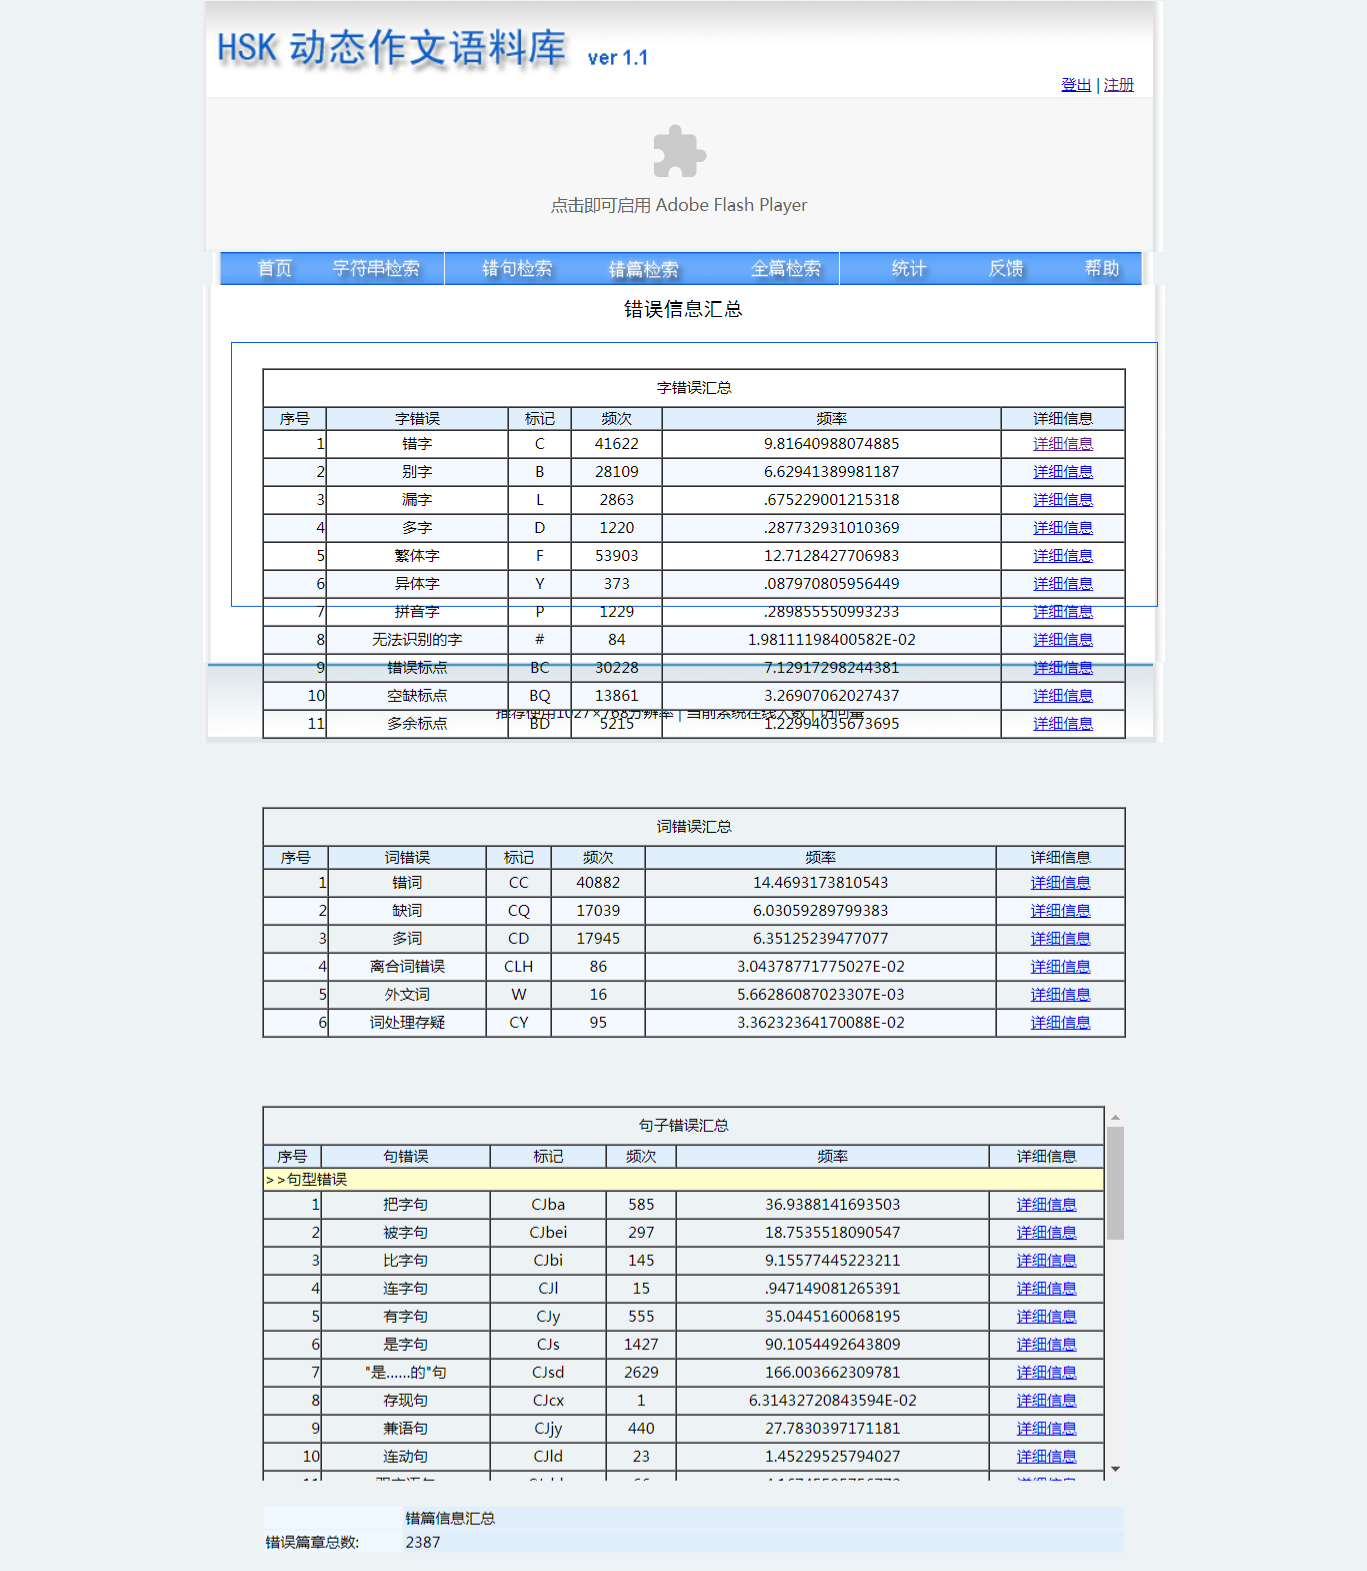 HSK 动态作文语料库 ver 1.1
登出 | 注册
点击即可启用 Adobe Flash Player
首页 字符串检索 错句检索 错篇检索 全篇检索 统计 反馈 帮助
错误信息汇总
字错误汇总
序号 字错误 标记 频次 频率 详细信息
1 错字 C 41622 9.81640988074885 详细信息
2 别字 B 28109 6.62941389981187 详细信息
3 漏字 L 2863 .675229001215318 详细信息
4 多字 D 1220 .287732931010369 详细信息
5 繁体字 F 53903 12.7128427706983 详细信息
6 异体字 Y 373 .087970805956449 详细信息
7 拼音字 P 1229 .289855550993233 详细信息
8 无法识别的字 # 84 1.98111198400582E-02 详细信息
9 错误标点 BC 30228 7.12917298244381 详细信息
10 空缺标点 BQ 13861 3.26907062027437 详细信息
推荐使用1027×768分辨率 | 当前系统在线人数 | 访问量
11 多余标点 BD 5215 1.22994035673695 详细信息
词错误汇总
序号 词错误 标记 频次 频率 详细信息
1 错词 CC 40882 14.4693173810543 详细信息
2 缺词 CQ 17039 6.03059289799383 详细信息
3 多词 CD 17945 6.35125239477077 详细信息
4 离合词错误 CLH 86 3.04378771775027E-02 详细信息
5 外文词 W 16 5.66286087023307E-03 详细信息
6 词处理存疑 CY 95 3.36232364170088E-02 详细信息
句子错误汇总
序号 句错误 标记 频次 频率 详细信息
>>句型错误
1 把字句 CJba 585 36.9388141693503 详细信息
2 被字句 CJbei 297 18.7535518090547 详细信息
3 比字句 CJbi 145 9.15577445223211 详细信息
4 连字句 CJl 15 .947149081265391 详细信息
5 有字句 CJy 555 35.0445160068195 详细信息
6 是字句 CJs 1427 90.1054492643809 详细信息
7 "是......的"句 CJsd 2629 166.003662309781 详细信息
8 存现句 CJcx 1 6.31432720843594E-02 详细信息
9 兼语句 CJjy 440 27.7830397171181 详细信息
10 连动句 CJld 23 1.45229525794027 详细信息
错篇信息汇总
错误篇章总数: 2387